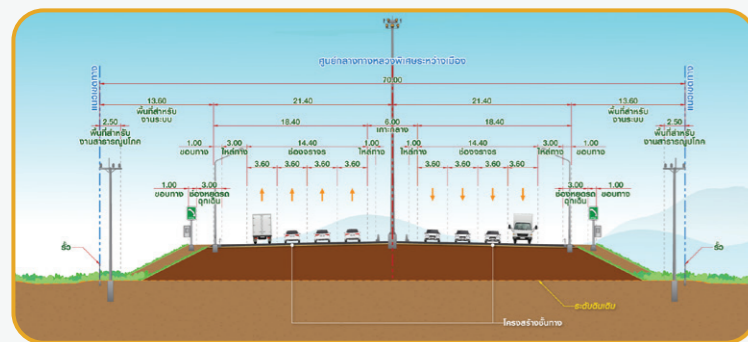 ศูนย์กลางทางหลวงพิเศษระหว่างเมือง
70.00
แนวเขตทาง
แนวเขตทาง
13.60
21.40
21.40
13.60
พื้นที่สำหรับ
งานระบบ
พื้นที่สำหรับ
งานระบบ
2.50
พื้นที่สำหรับ
งานสาธารณูปโภค
2.50
พื้นที่สำหรับ
งานสาธารณูปโภค
18.40
6.00
เกาะกลาง
18.40
1.00
ขอบทาง
3.00
ไหล่ทาง
14.40
ช่องจราจร
1.00
ไหล่ทาง
1.00
ไหล่ทาง
14.40
ช่องจราจร
3.00
ไหล่ทาง
1.00
ขอบทาง
3.60 3.60 3.60 3.60
3.60 3.60 3.60 3.60
1.00
ขอบทาง
3.00
ช่องหยุดรถ
ฉุกเฉิน
3.00
ช่องหยุดรถ
ฉุกเฉิน
1.00
ขอบทาง
รั้ว
รั้ว
ระดับดินเดิม
โครงสร้างชั้นทาง